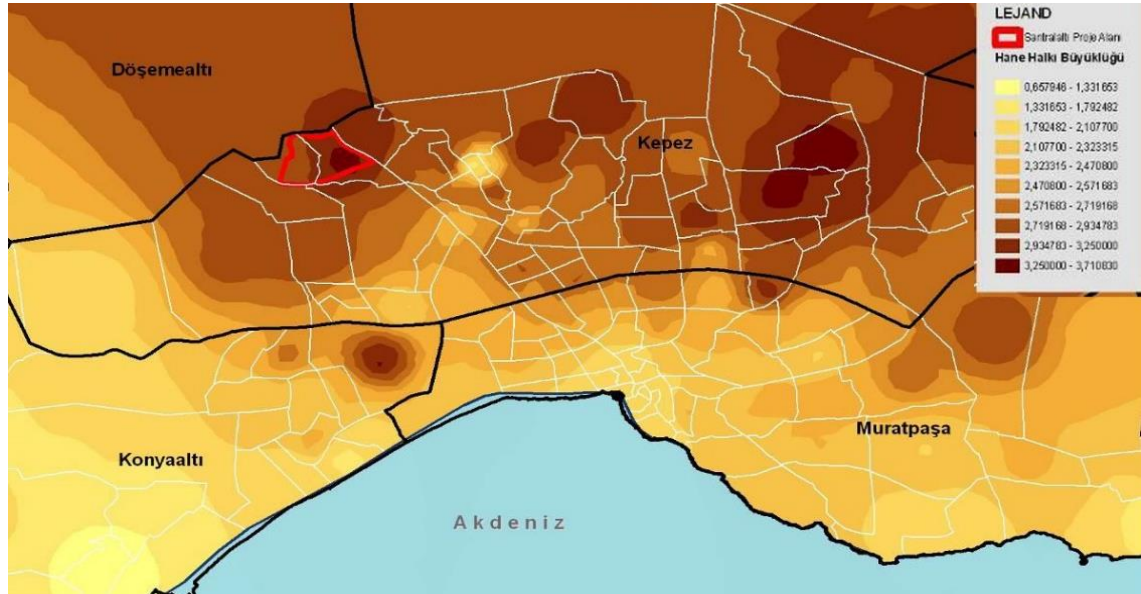 LEJAND
Santralaltı Proje Alanı
Hane Halkı Büyüklüğü
0,657946 - 1,331653
1,331653 - 1,792482
1,792482 - 2,107700
2,107700 - 2,323315
2,323315 - 2,470800
2,470800 - 2,571683
2,571683 - 2,719168
2,719168 - 2,934783
2,934783 - 3,250000
3,250000 - 3,710830
Döşemealtı
Kepez
Muratpaşa
Konyaaltı
Akdeniz